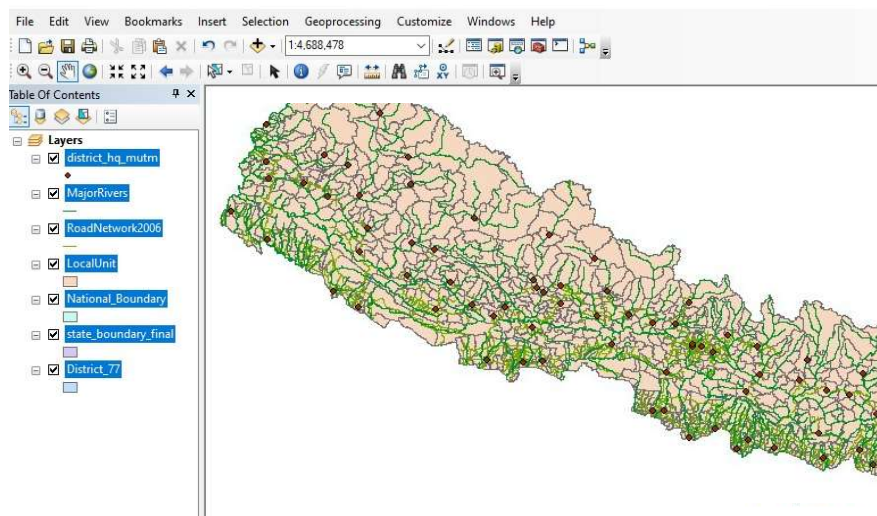 File Edit View Bookmarks Insert Selection Geoprocessing Customize Windows Help
1:4,688,478
Table Of Contents
Layers
district_hq_mutm
MajorRivers
RoadNetwork2006
LocalUnit
National_Boundary
state_boundary_final
District_77